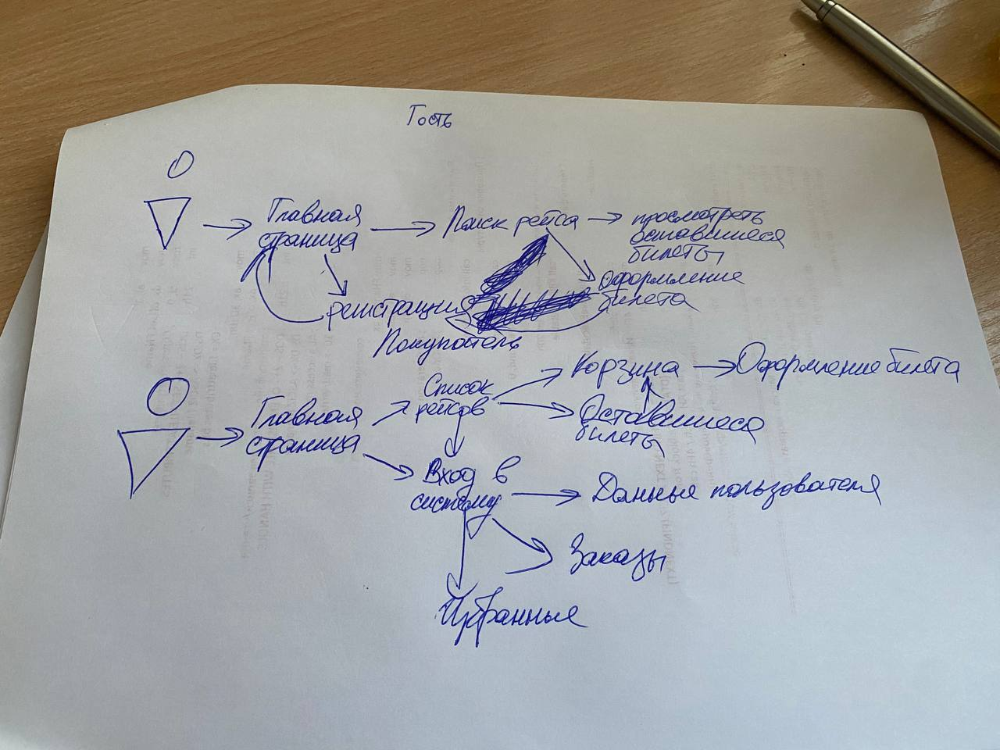 Гость
Главная
страница
Поиск рейса
просмотреть
оставшиеся
билеты
Оформление
билета
регистрация
Покупатель
Список
рейсов
Корзина
Оформление билета
Главная
страница
Оставшиеся
билеты
Вход в
систему
Данные пользователя
Заказы
Избранные